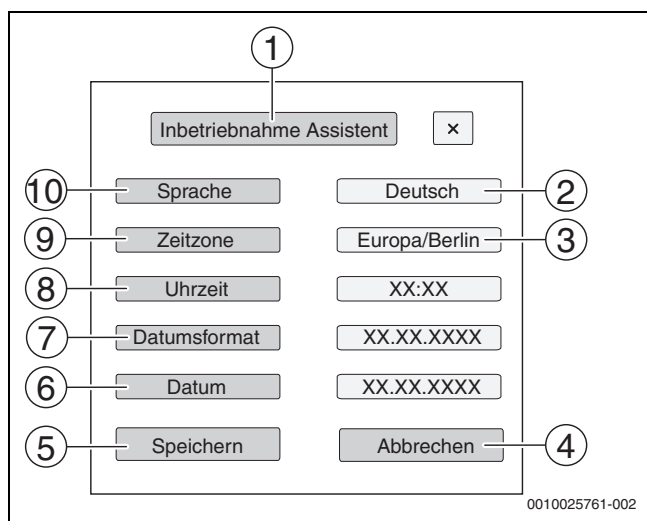 1
Inbetriebnahme Assistent ×
10 Sprache Deutsch 2
9 Zeitzone Europa/Berlin 3
8 Uhrzeit XX:XX
7 Datumsformat XX.XX.XXXX
6 Datum XX.XX.XXXX
5 Speichern Abbrechen 4
0010025761-002